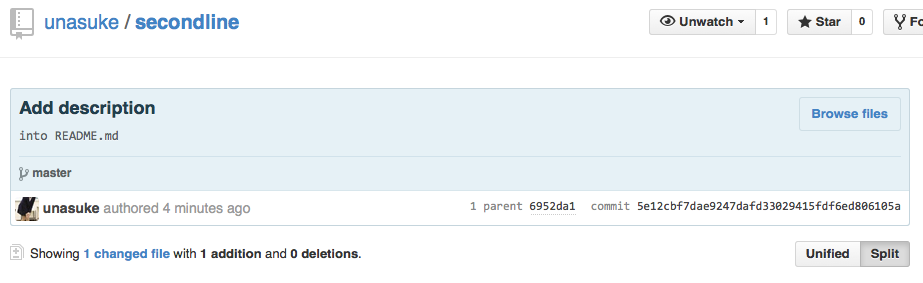 unasuke / secondline
Unwatch 1 Star 0 Fo
Add description
Browse files
into README.md
master
unasuke authored 4 minutes ago
1 parent 6952da1 commit 5e12cbf7dae9247dafd33029415fdf6ed806105a
Showing 1 changed file with 1 addition and 0 deletions.
Unified Split